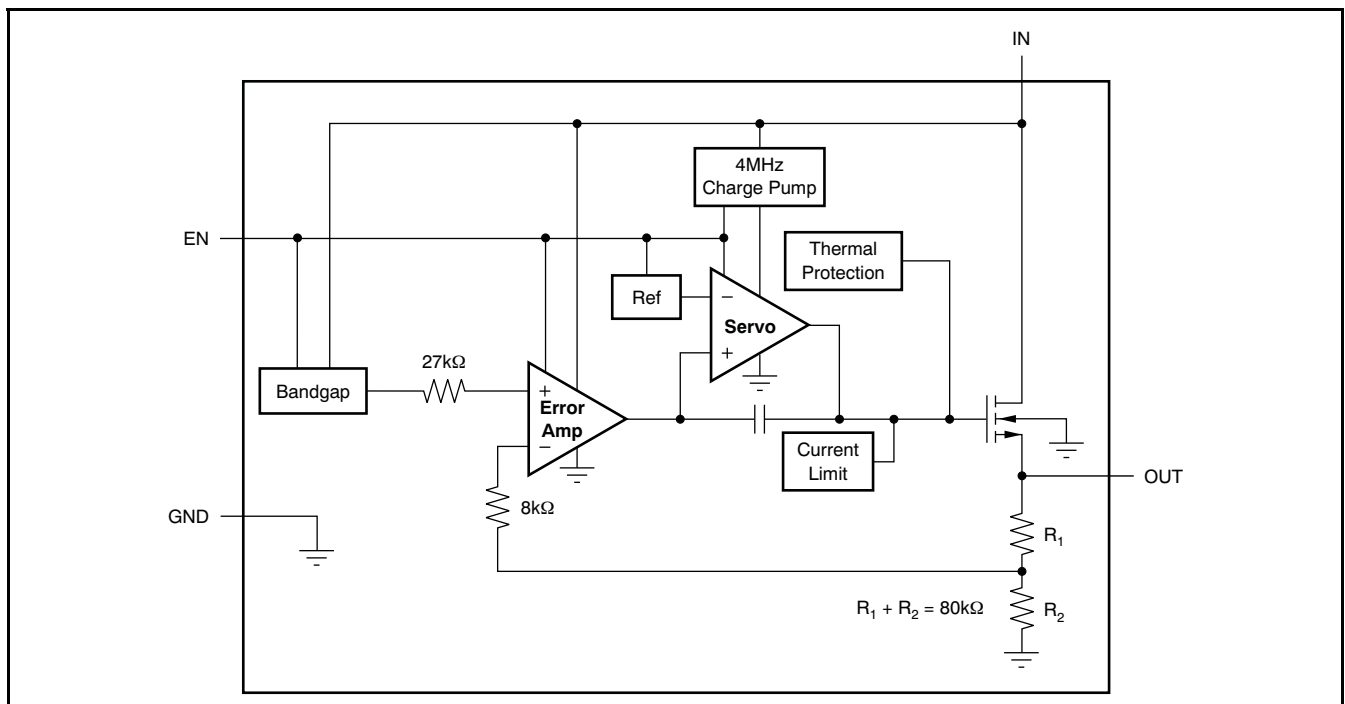 IN
4MHz
Charge Pump
EN
Thermal
Protection
Ref
−
Servo
+
27kΩ
Bandgap
+
Error
Amp
−
Current
Limit
OUT
8kΩ
GND
R1
R1 + R2 = 80kΩ
R2